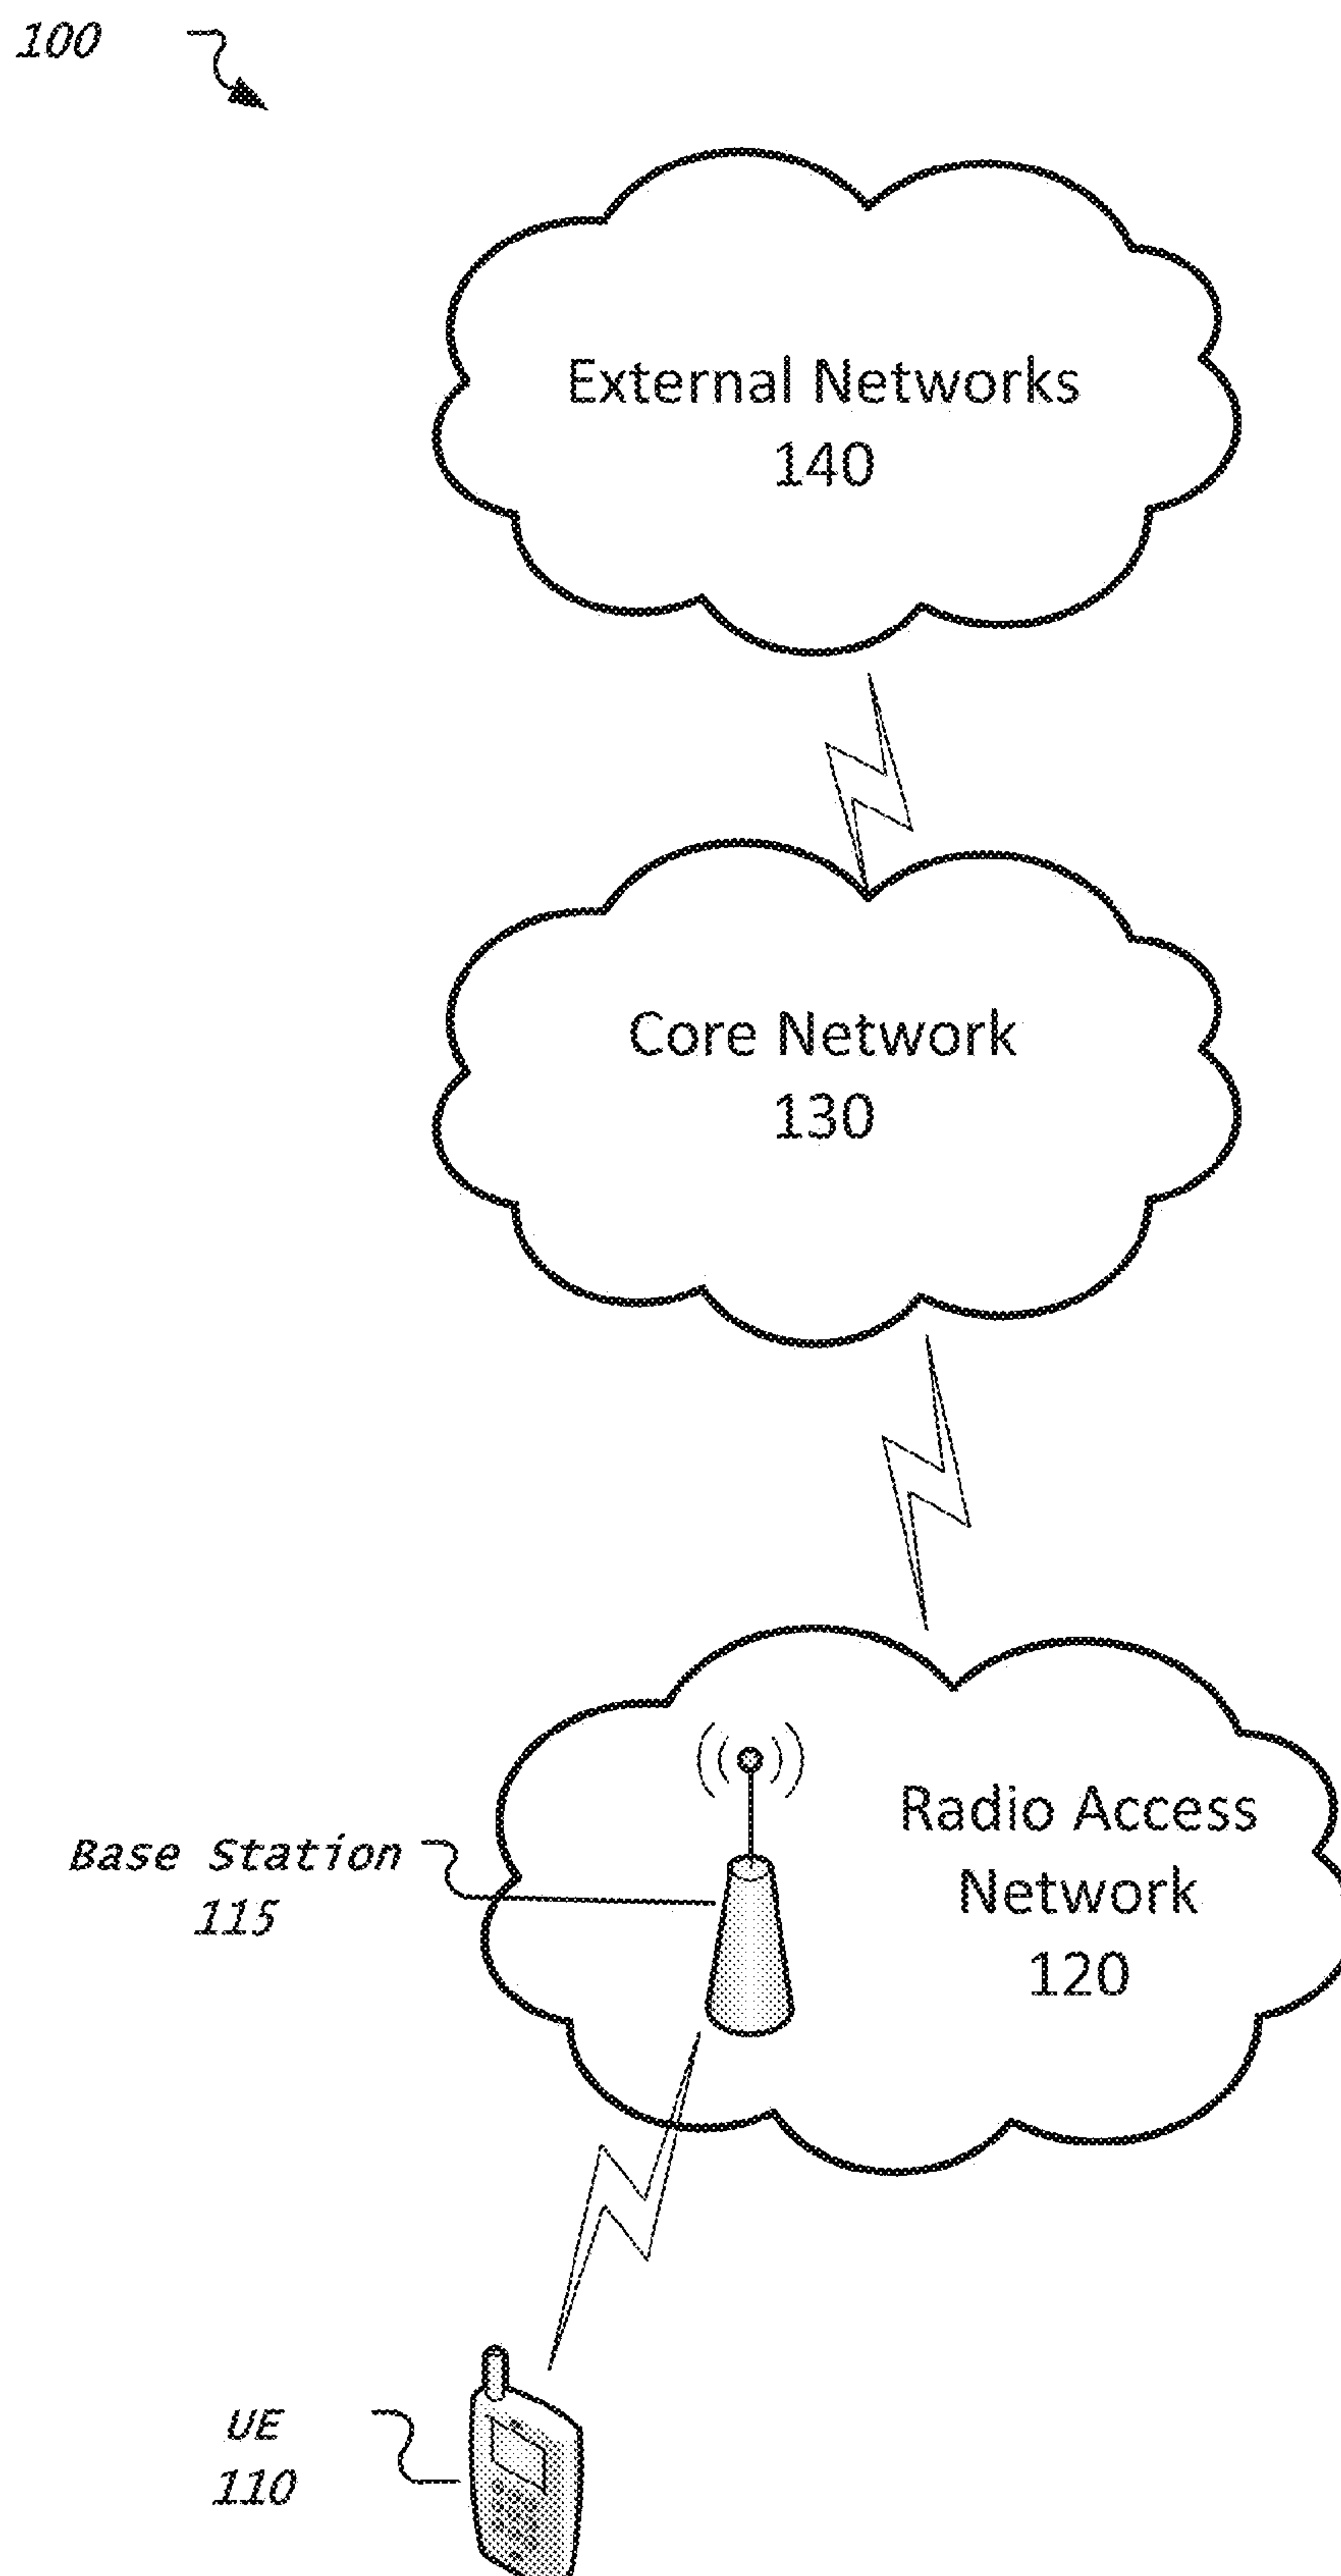 100
External Networks
140
Core Network
130
Radio Access
Network
120
Base Station
115
UE
110